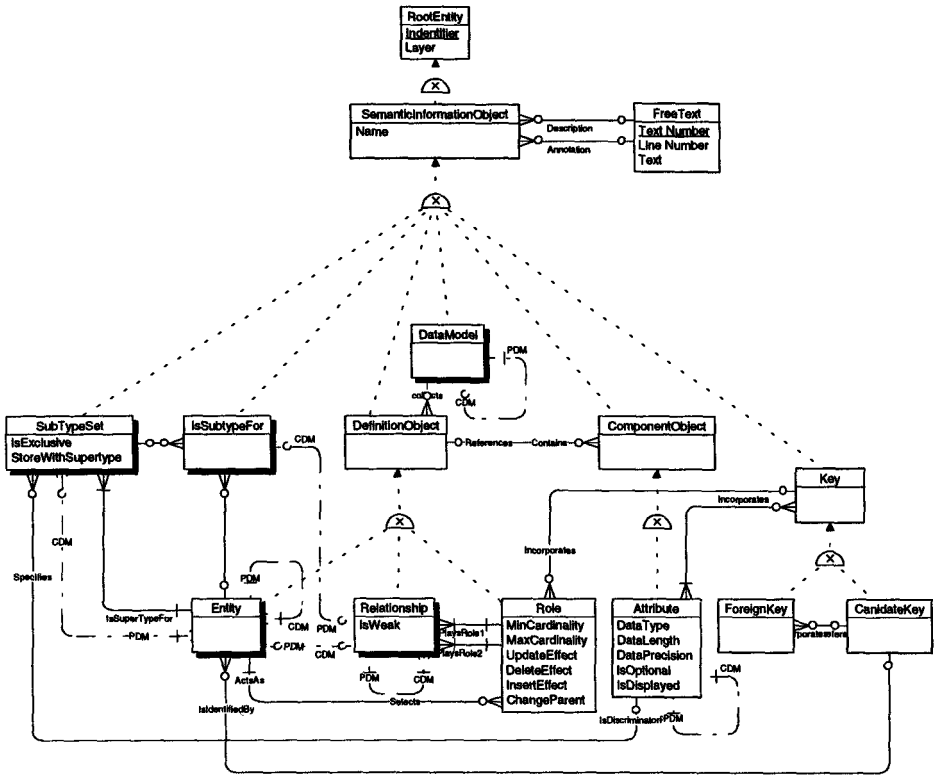 RootEntity
Indentifier
Layer
X
SemanticInformationObject
Name
Description
Annotation
FreeText
Text Number
Line Number
Text
X
DataModel
PDM
CDM
SubTypeSet
IsExclusive
StoreWithSupertype
IsSubtypeFor
CDM
DefinitionObject
References
Contains
ComponentObject
Key
Incorporates
X
X
Incorporates
X
CDM
Specifies
PDM
IsSuperTypeFor
PDM
Entity
CDM
PDM
PDM
CDM
Relationship
IsWeak
PlaysRole1
PlaysRole2
PDM
CDM
Role
MinCardinality
MaxCardinality
UpdateEffect
DeleteEffect
InsertEffect
ChangeParent
Attribute
DataType
DataLength
DataPrecision
IsOptional
IsDisplayed
CDM
ForeignKey
CanidateKey
ActsAs
Selects
IsIdentifiedBy
IsDiscriminator
PDM